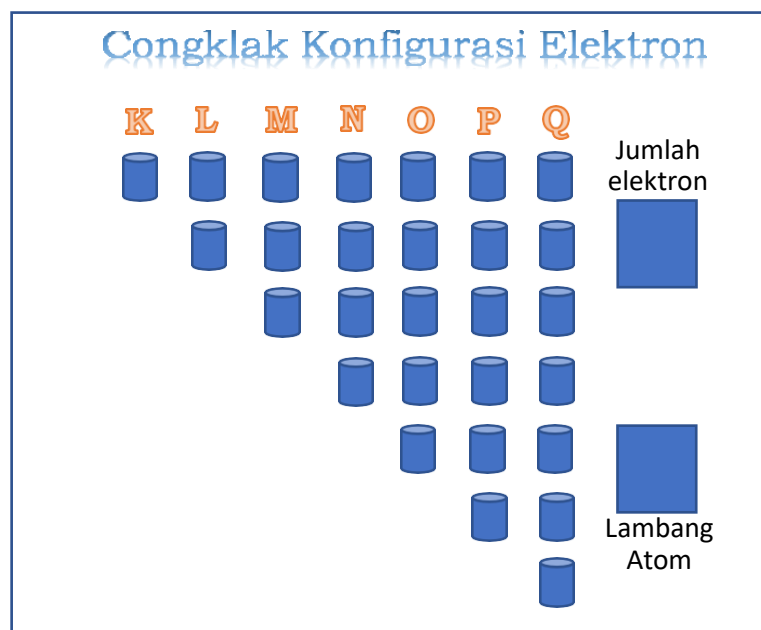 Congklak Konfigurasi Elektron
K L M N O P Q
Jumlah
elektron
Lambang
Atom